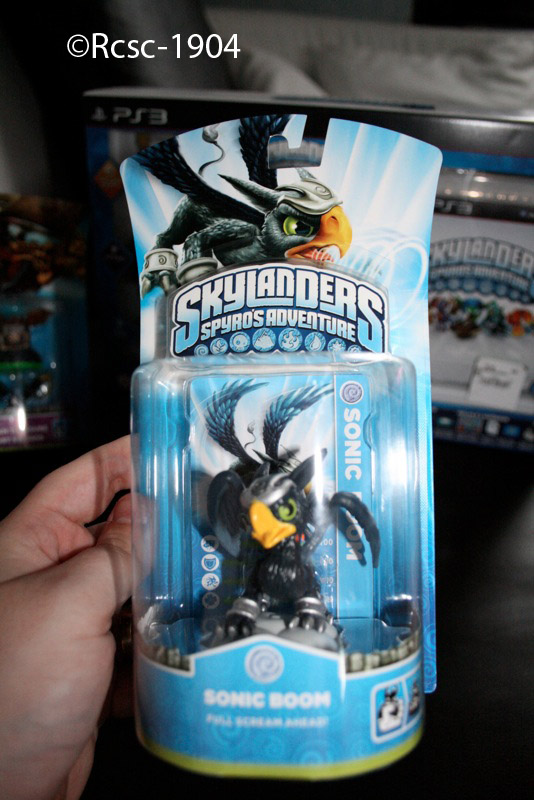 ©Rcsc-1904
PS3
SKYLANDERS
SPYRO'S ADVENTURE
PS3
SKYLANDERS
SPYRO'S ADVENTURE
SONIC BOOM
SONIC BOOM
FULL SCREAM AHEAD!